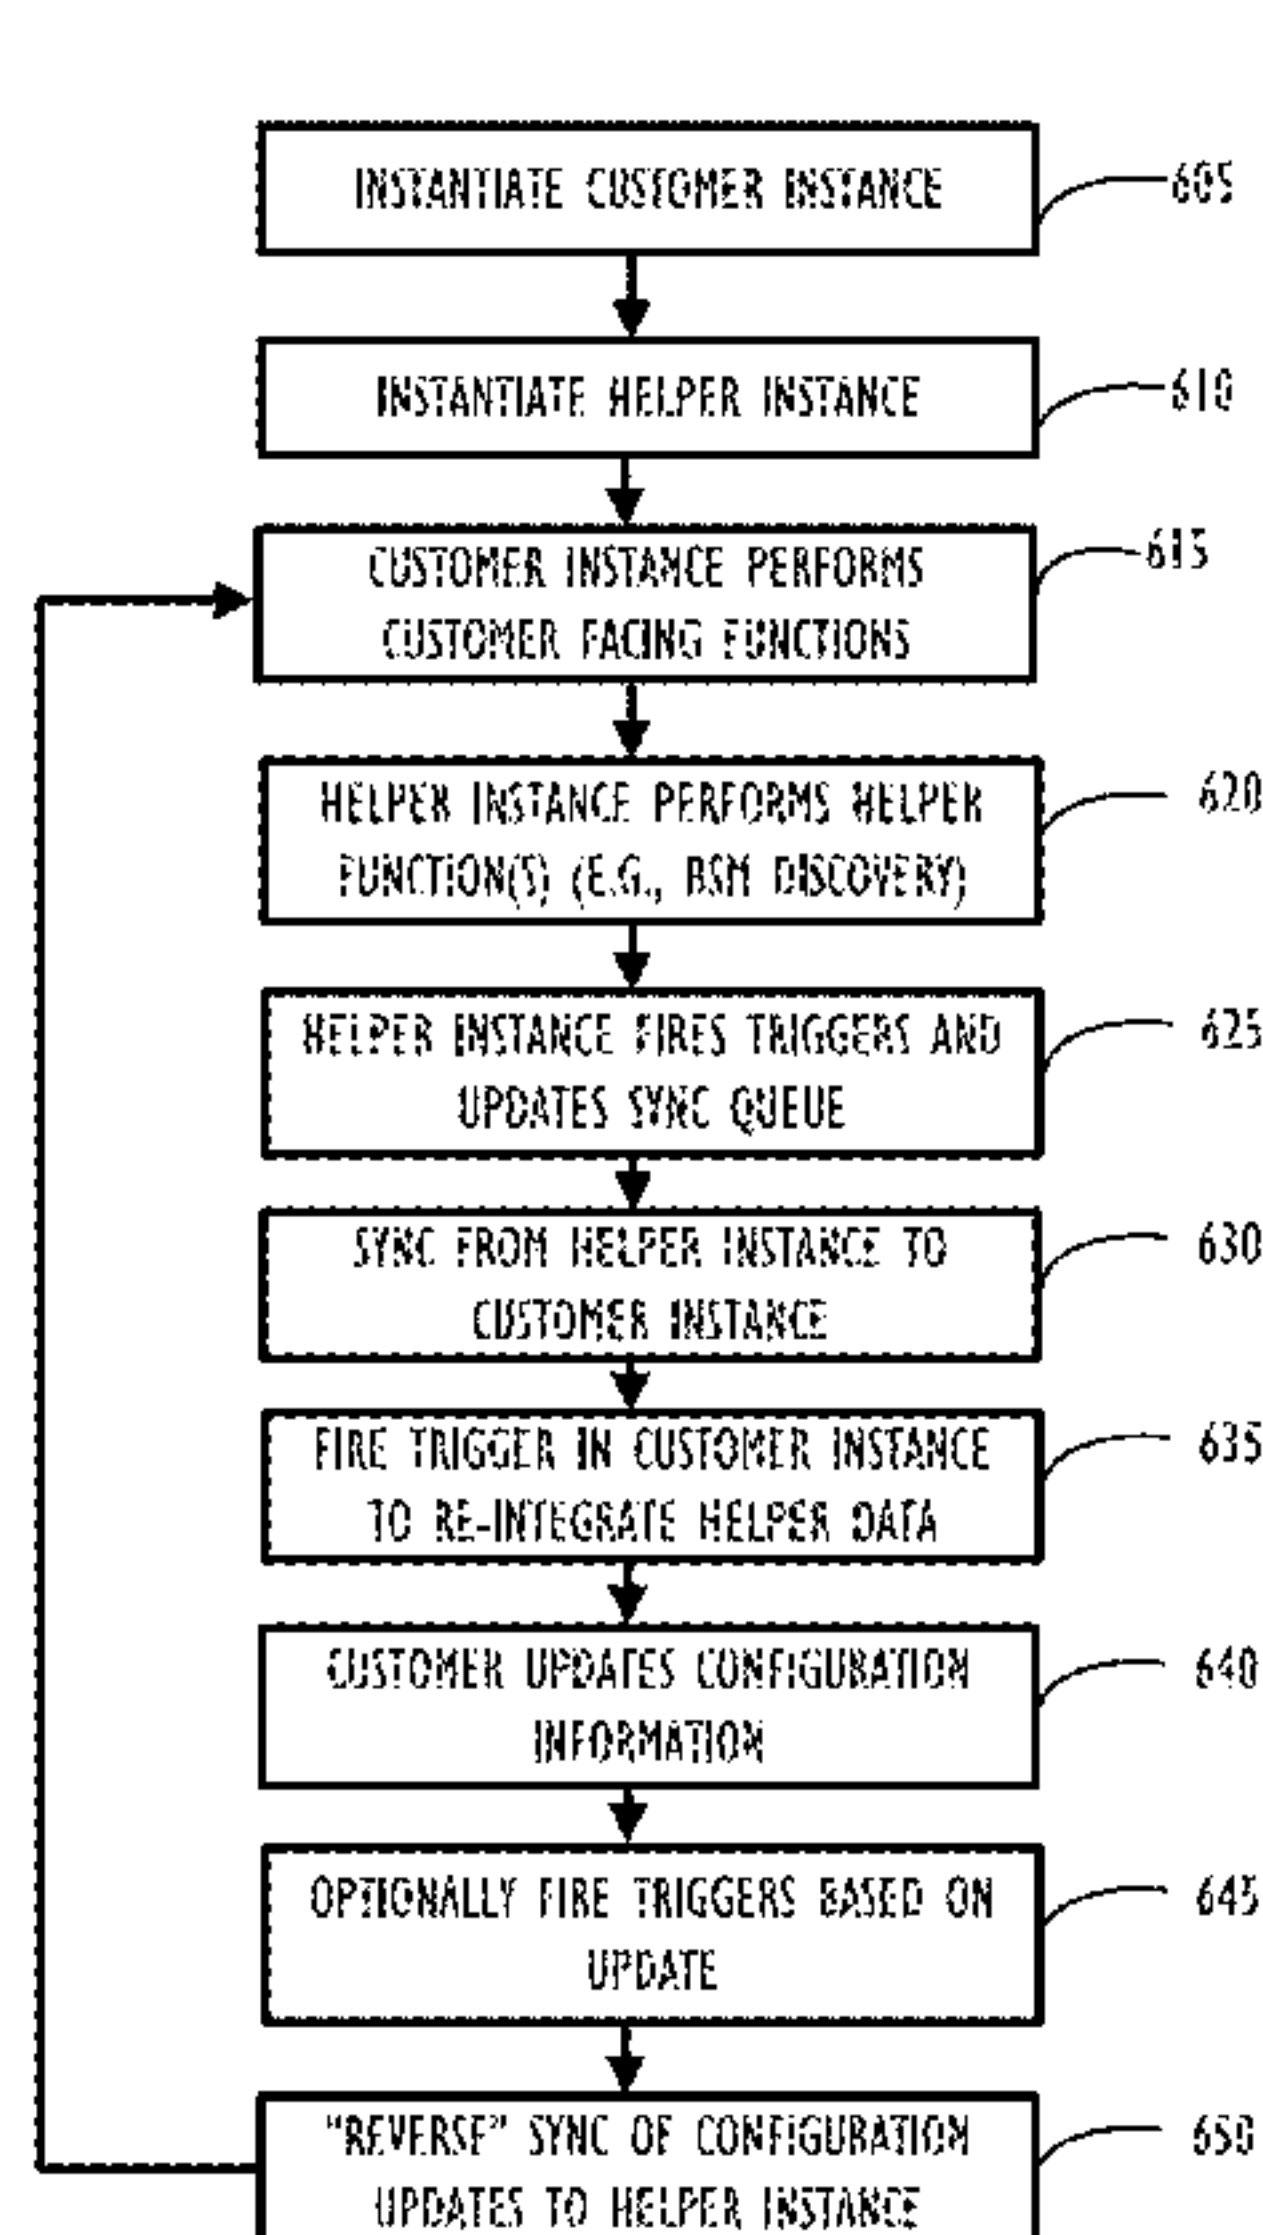 INSTANTIATE CUSTOMER INSTANCE
605
INSTANTIATE HELPER INSTANCE
610
CUSTOMER INSTANCE PERFORMS
CUSTOMER FACING FUNCTIONS
615
HELPER INSTANCE PERFORMS HELPER
FUNCTION(S) (E.G., BSM DISCOVERY)
620
HELPER INSTANCE FIRES TRIGGERS AND
UPDATES SYNC QUEUE
625
SYNC FROM HELPER INSTANCE TO
CUSTOMER INSTANCE
630
FIRE TRIGGER IN CUSTOMER INSTANCE
TO RE-INTEGRATE HELPER DATA
635
CUSTOMER UPDATES CONFIGURATION
INFORMATION
640
OPTIONALLY FIRE TRIGGERS BASED ON
UPDATE
645
“REVERSE” SYNC OF CONFIGURATION
UPDATES TO HELPER INSTANCE
650